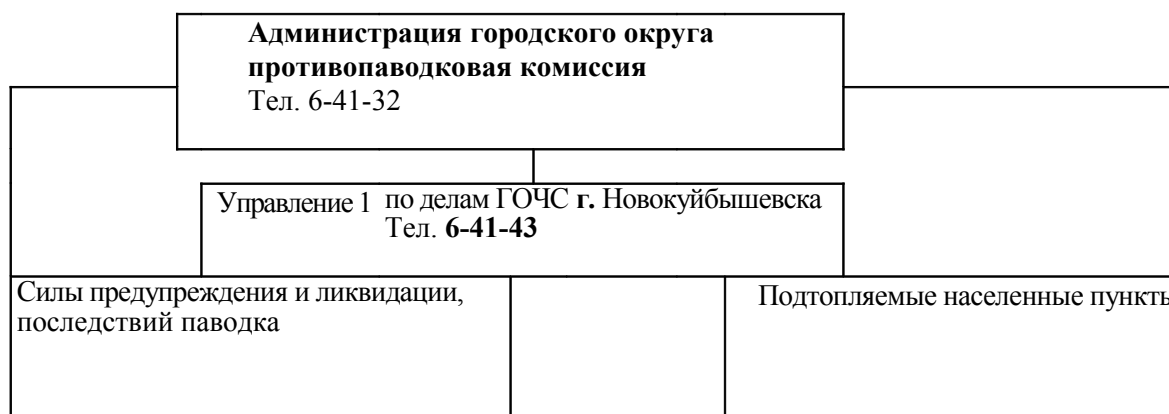 Администрация городского округа
противопаводковая комиссия
Тел. 6-41-32
Управление 1 по делам ГОЧС г. Новокуйбышевска
Тел. 6-41-43
Силы предупреждения и ликвидации,
последствий паводка
Подтопляемые населенные пункты